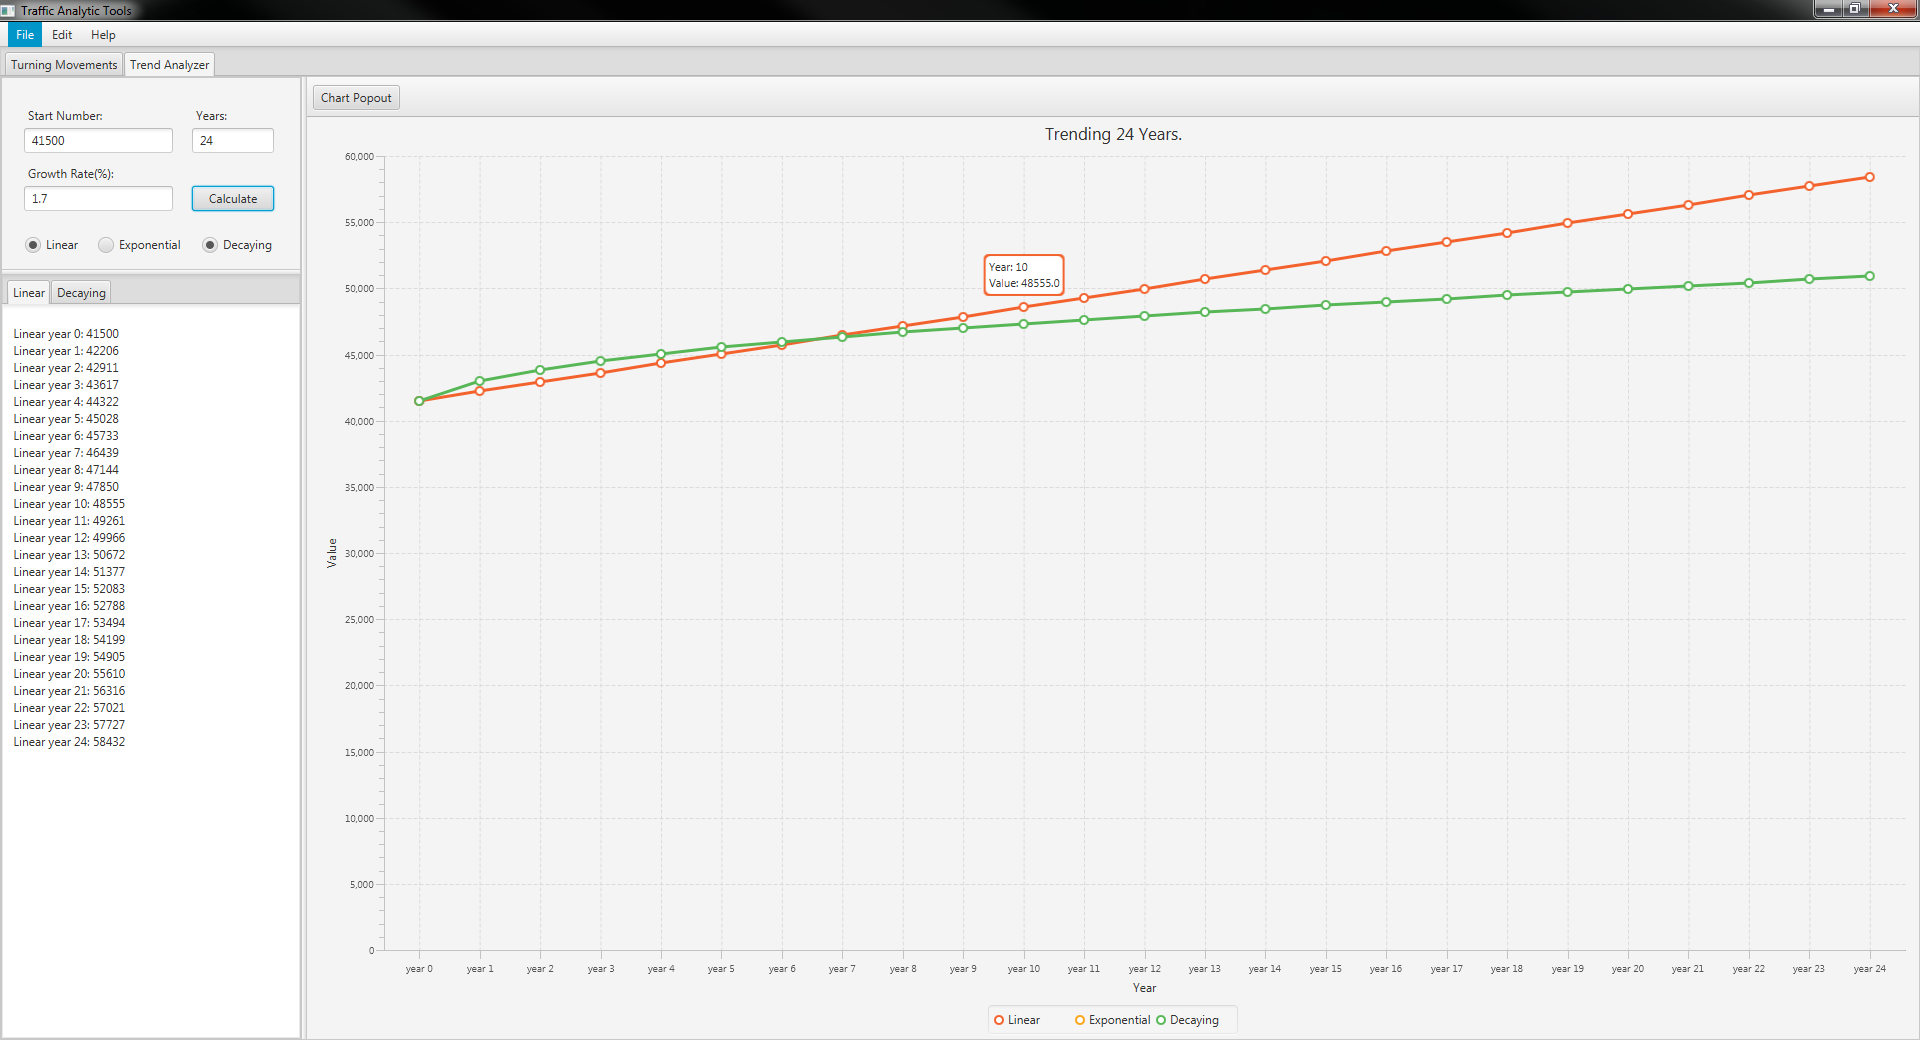 Traffic Analytic Tools
File Edit Help
Turning Movements Trend Analyzer
Start Number: Years:
41500 24
Growth Rate(%):
1.7 Calculate
Linear Exponential Decaying
Linear Decaying
Linear year 0: 41500
Linear year 1: 42206
Linear year 2: 42911
Linear year 3: 43617
Linear year 4: 44322
Linear year 5: 45028
Linear year 6: 45733
Linear year 7: 46439
Linear year 8: 47144
Linear year 9: 47850
Linear year 10: 48555
Linear year 11: 49261
Linear year 12: 49966
Linear year 13: 50672
Linear year 14: 51377
Linear year 15: 52083
Linear year 16: 52788
Linear year 17: 53494
Linear year 18: 54199
Linear year 19: 54905
Linear year 20: 55610
Linear year 21: 56316
Linear year 22: 57021
Linear year 23: 57727
Linear year 24: 58432
Chart Popout
Trending 24 Years.
60,000
55,000
50,000
45,000
40,000
35,000
30,000
25,000
20,000
15,000
10,000
5,000
0
Value
Year: 10
Value: 48555.0
year 0 year 1 year 2 year 3 year 4 year 5 year 6 year 7 year 8 year 9 year 10 year 11 year 12 year 13 year 14 year 15 year 16 year 17 year 18 year 19 year 20 year 21 year 22 year 23 year 24
Year
Linear Exponential Decaying